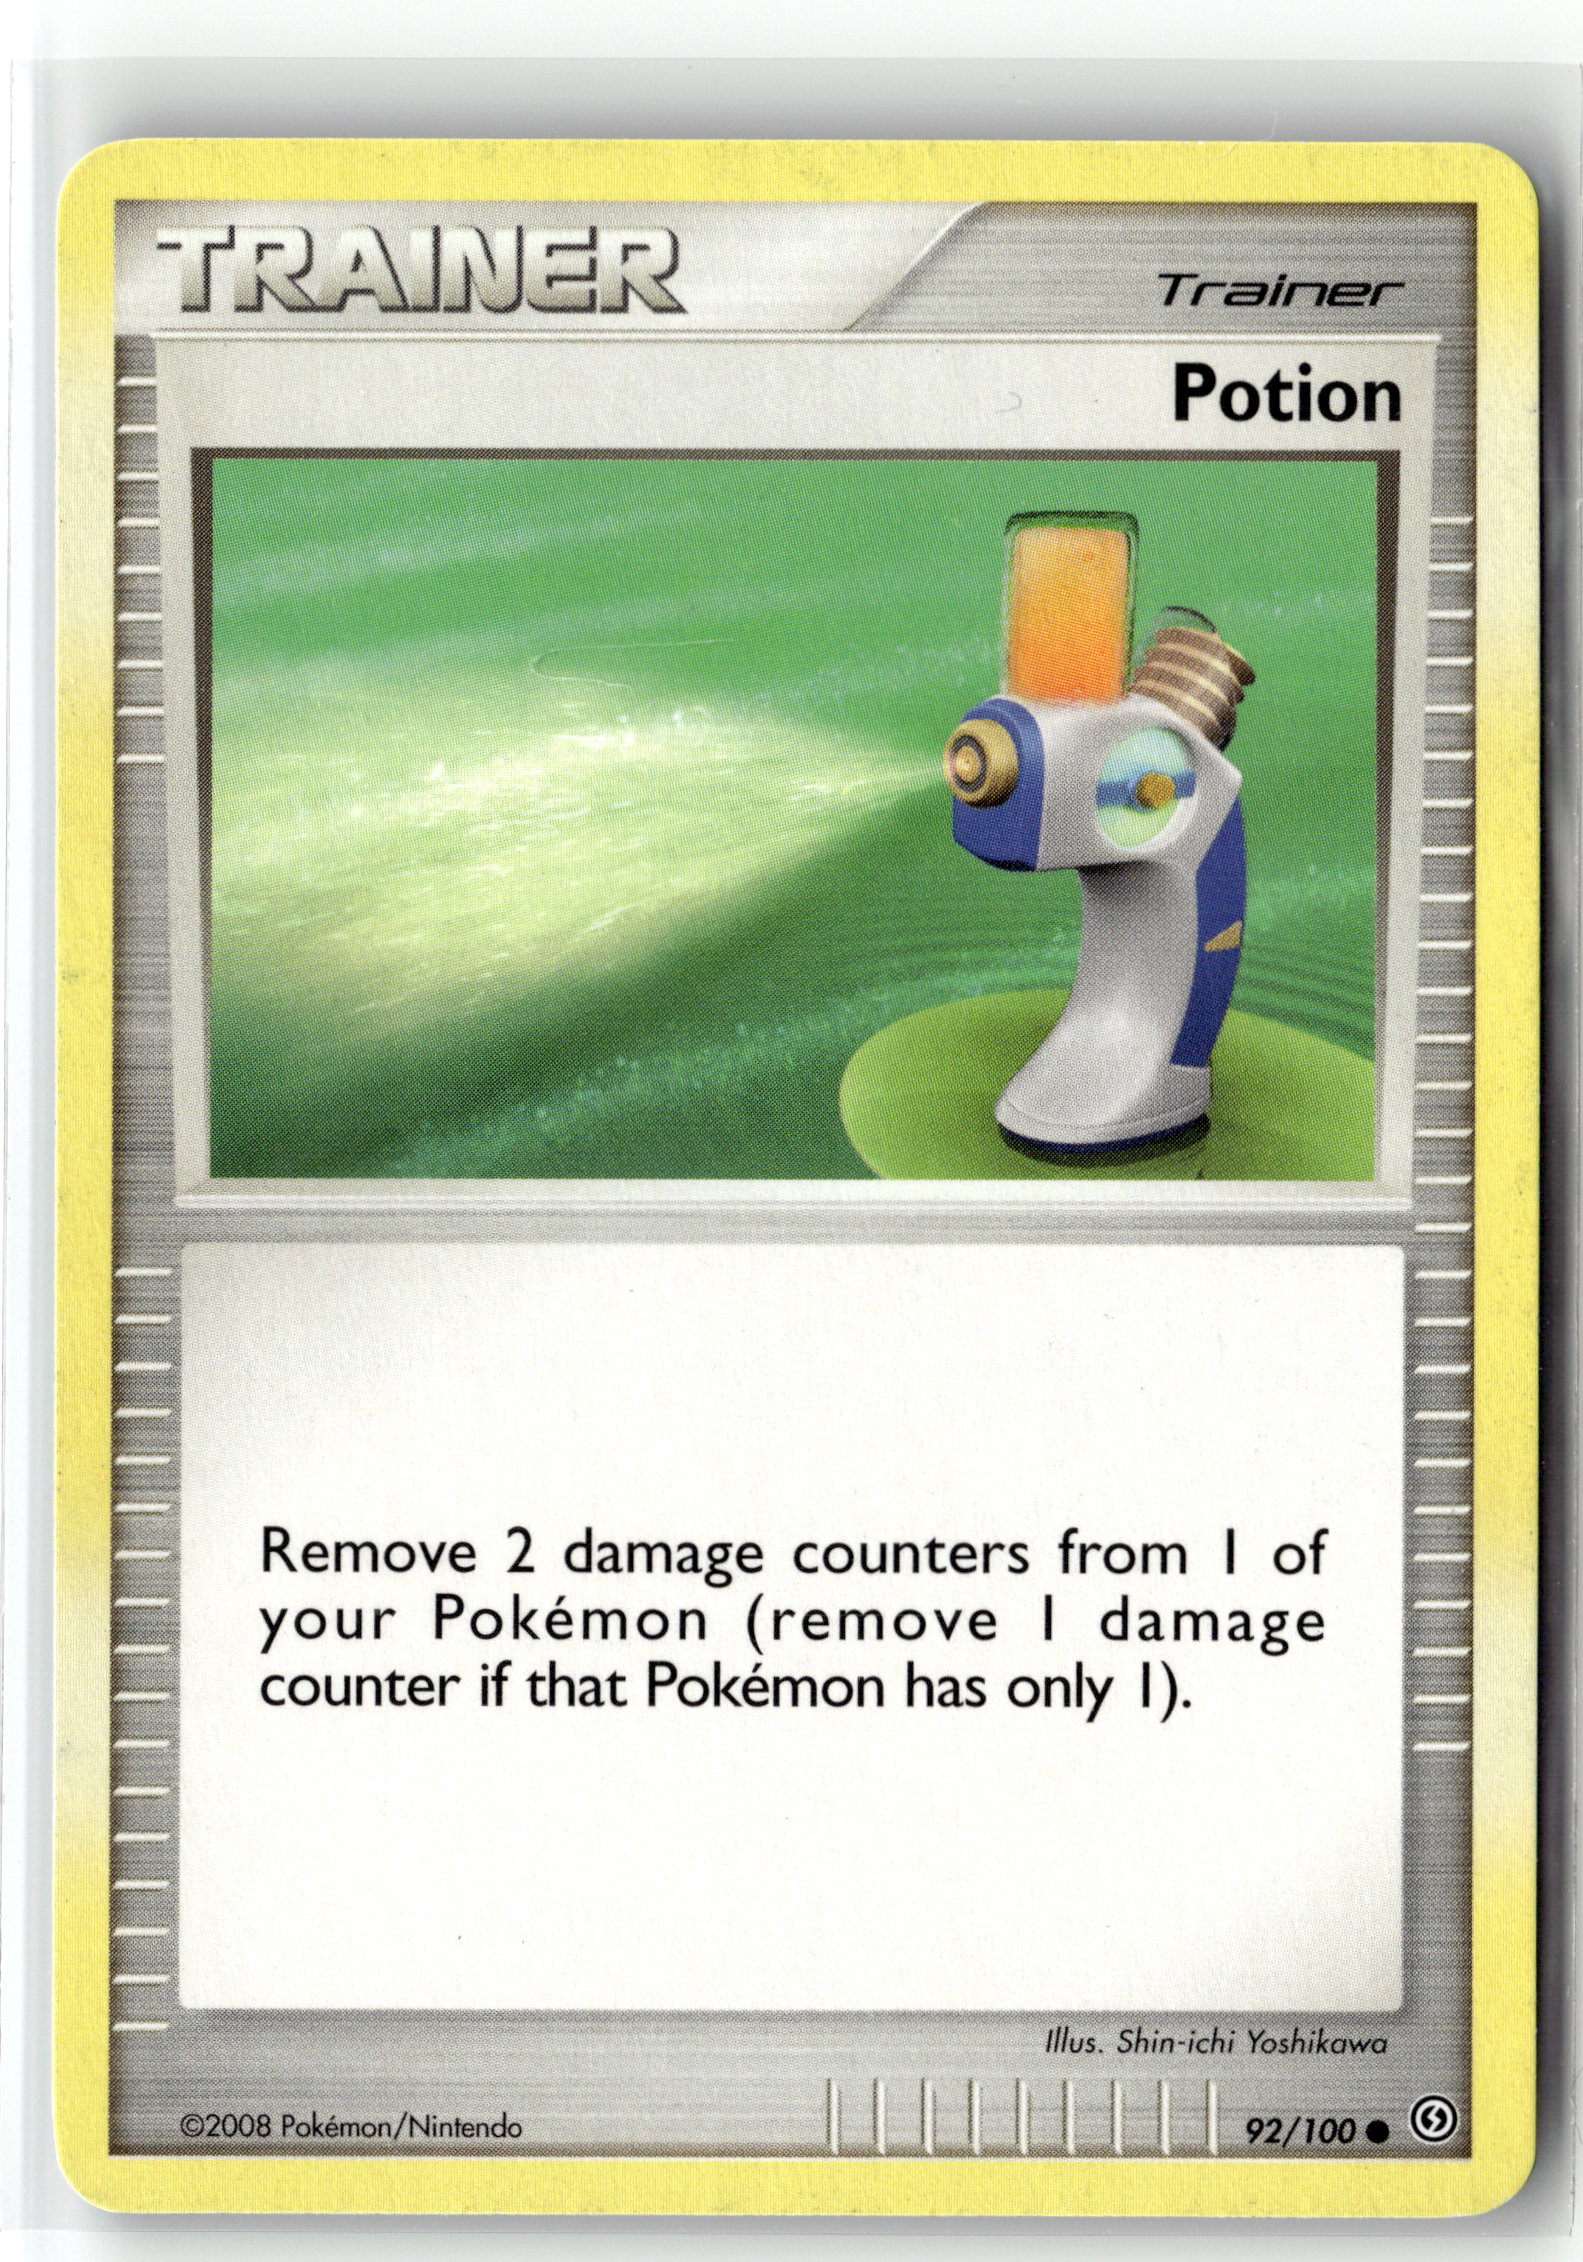 TRAINER
Trainer
Potion
Remove 2 damage counters from 1 of
your Pokémon (remove 1 damage
counter if that Pokémon has only 1).
Illus. Shin-ichi Yoshikawa
©2008 Pokémon/Nintendo
92/100